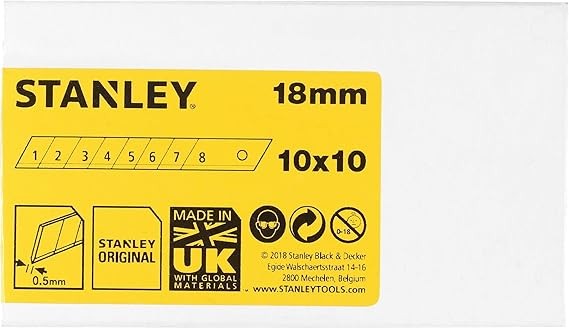 STANLEY®
18mm
1 2 3 4 5 6 7 8
10x10
0.5mm
STANLEY
ORIGINAL
MADE IN
UK
WITH GLOBAL
MATERIALS
0-18
© 2018 Stanley Black & Decker
Egide Walschaertsstraat 14-16
2800 Mechelen, Belgium
www.STANLEYTOOLS.com